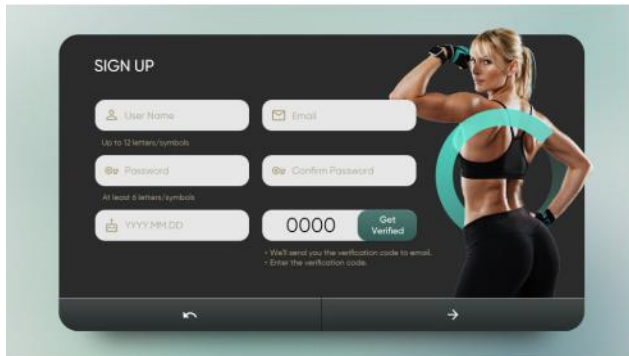 SIGN UP
User Name
Email
Up to 12 letters/symbols
Password
Confirm Password
At least 6 letters/symbols
YYYY.MM.DD
0000
Get
Verified
- We'll send you the verification code to email.
- Enter the verification code.